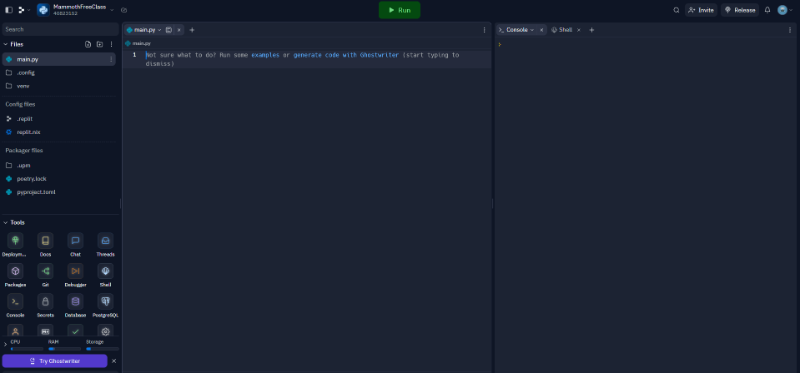 MammothFreeClass
Run
Invite
Release
Search
Files
main.py
.config
venv
Config files
.replit
replit.nix
Packager files
.upm
poetry.lock
pyproject.toml
Tools
Deploym...
Docs
Chat
Threads
Packages
Git
Debugger
Shell
Console
Secrets
Database
PostgreSQL
CPU
RAM
Storage
Try Ghostwriter
main.py
main.py
1
Not sure what to do? Run some examples or generate code with Ghostwriter (start typing to
dismiss)
Console
Shell